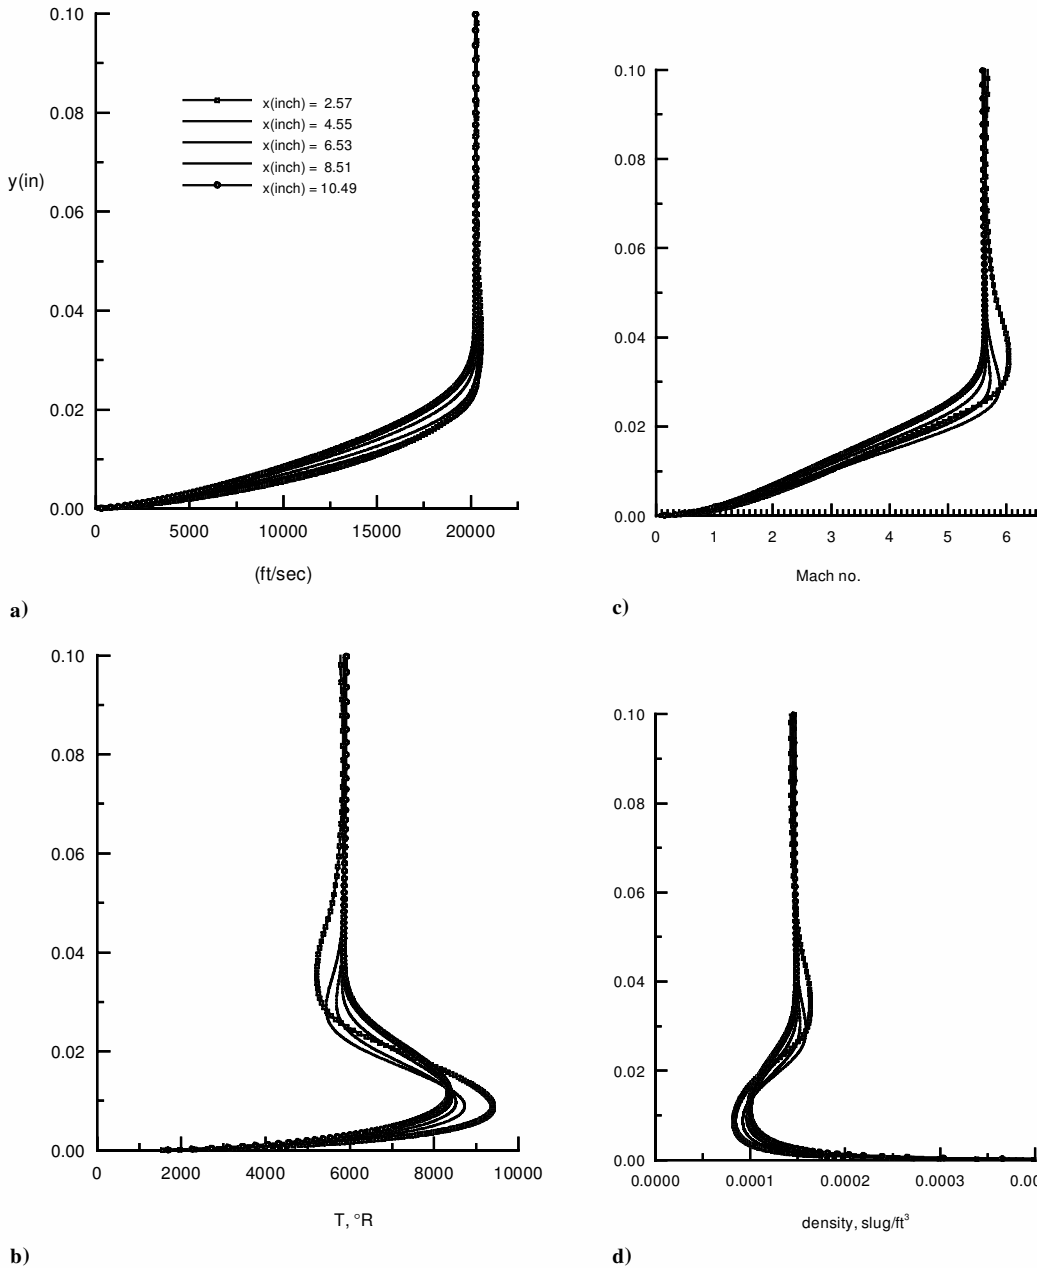 0.10
0.08
0.06
0.04
0.02
0.00
y(in)
x(inch) = 2.57
x(inch) = 4.55
x(inch) = 6.53
x(inch) = 8.51
x(inch) = 10.49
0 5000 10000 15000 20000
(ft/sec)
a)
0.10
0.08
0.06
0.04
0.02
0.00
0 1 2 3 4 5 6
Mach no.
c)
0.10
0.08
0.06
0.04
0.02
0.00
0 2000 4000 6000 8000 10000
T, °R
b)
0.10
0.08
0.06
0.04
0.02
0.00
0.0000 0.0001 0.0002 0.0003 0.00
density, slug/ft³
d)